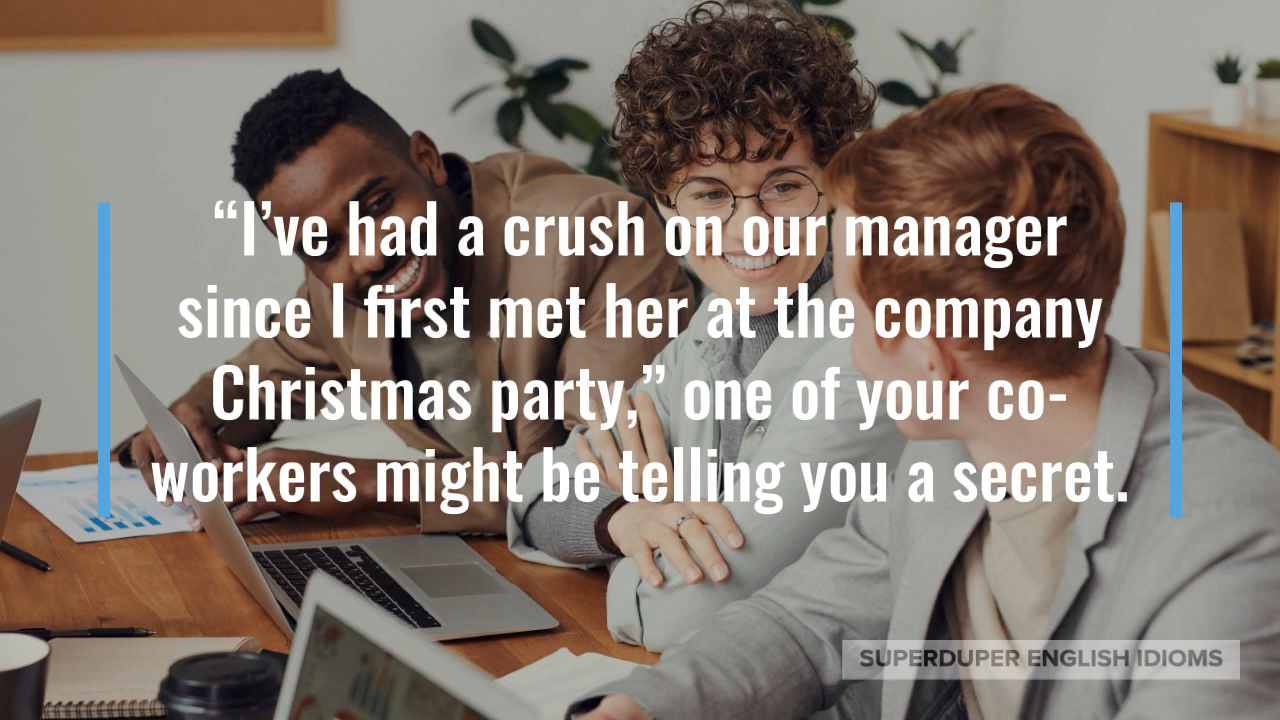 “I’ve had a crush on our manager
since I first met her at the company
Christmas party,” one of your co-
workers might be telling you a secret.
SUPERDUPER ENGLISH IDIOMS